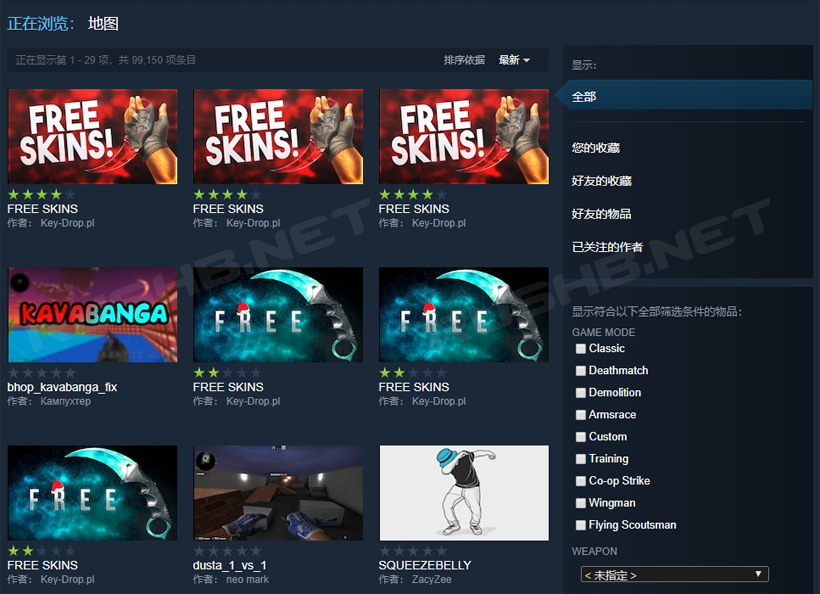 正在浏览： 地图
正在显示第 1 - 29 项，共 99,150 项条目
排序依据 最新
FREE SKINS!
FREE SKINS!
FREE SKINS!
FREE SKINS
作者： Key-Drop.pl
FREE SKINS
作者： Key-Drop.pl
FREE SKINS
作者： Key-Drop.pl
KAVABANGA
FREE
FREE
bhop_kavabanga_fix
作者： Кампухтер
FREE SKINS
作者： Key-Drop.pl
FREE SKINS
作者： Key-Drop.pl
FREE
FREE SKINS
作者： Key-Drop.pl
dusta_1_vs_1
作者： neo mark
SQUEEZEBELLY
作者： ZacyZee
显示：
全部
您的收藏
好友的收藏
好友的物品
已关注的作者
显示符合以下全部筛选条件的物品：
GAME MODE
Classic
Deathmatch
Demolition
Armsrace
Custom
Training
Co-op Strike
Wingman
Flying Scoutsman
WEAPON
< 未指定 >